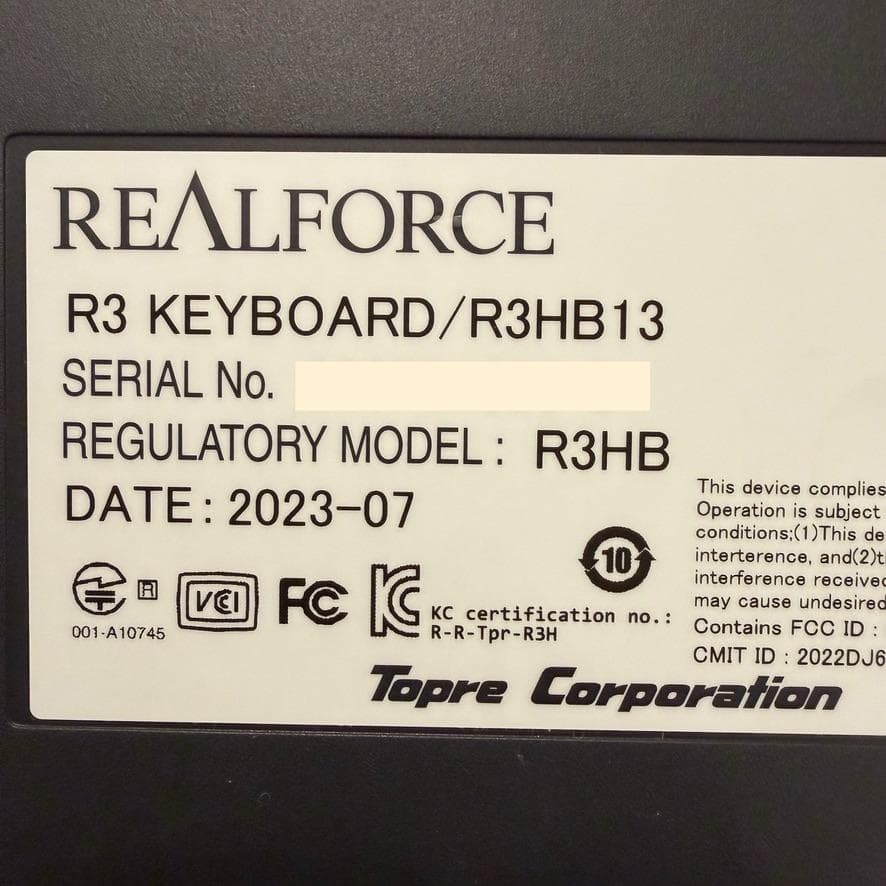 REALFORCE
R3 KEYBOARD/R3HB13
SERIAL No.
REGULATORY MODEL : R3HB
DATE : 2023-07
This device complies
Operation is subject
conditions:(1)This de
interterence, and(2)t
interference received
may cause undesired
Contains FCC ID :
CMIT ID : 2022DJ6
10
R
001-A10745
VCI
FC
KC
KC certification no.:
R-R-Tpr-R3H
Topre Corporation